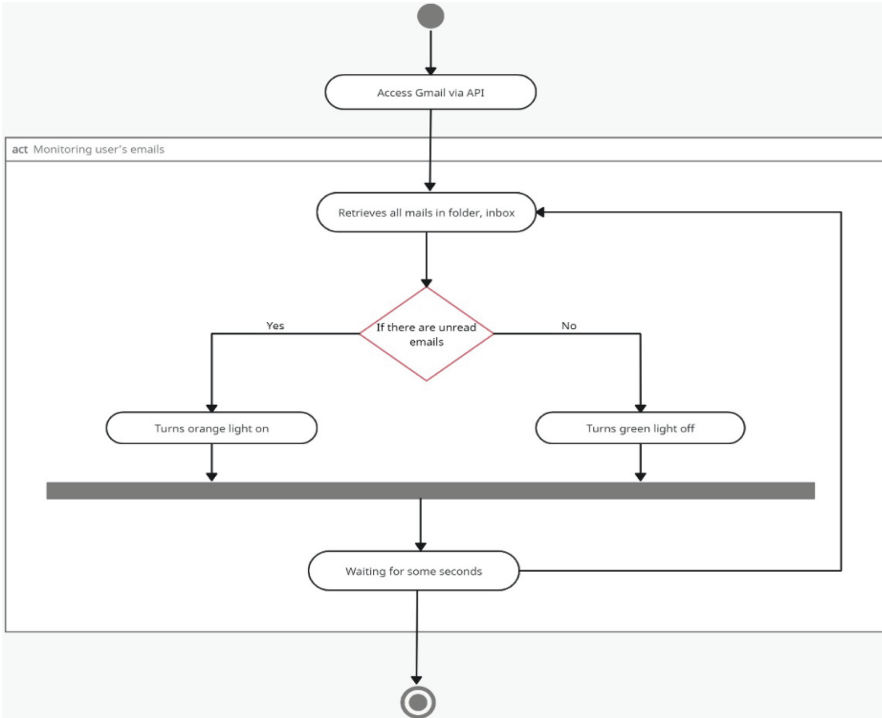 Access Gmail via API
act Monitoring user's emails
Retrieves all mails in folder, inbox
If there are unread
emails
Yes
No
Turns orange light on
Turns green light off
Waiting for some seconds